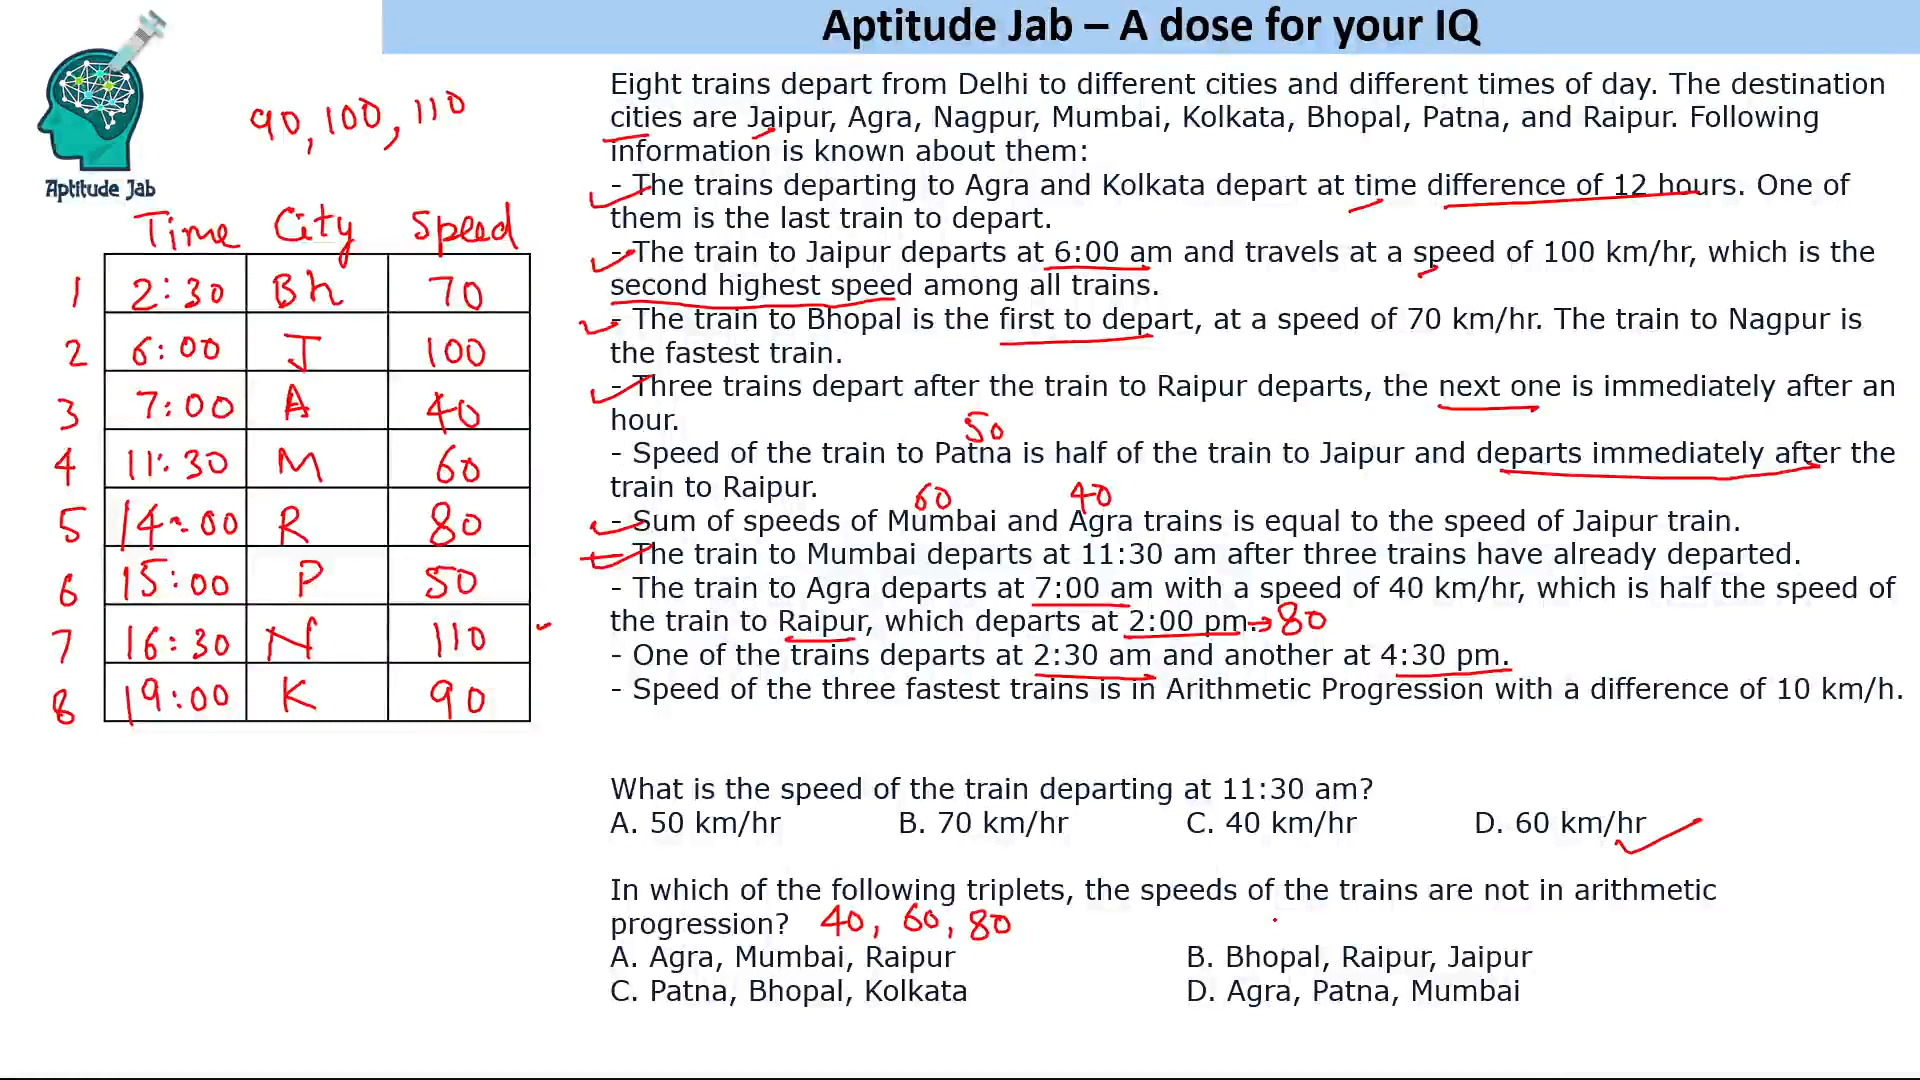 Aptitude Jab – A dose for your IQ
Aptitude Jab
90, 100, 110
Eight trains depart from Delhi to different cities and different times of day. The destination
cities are Jaipur, Agra, Nagpur, Mumbai, Kolkata, Bhopal, Patna, and Raipur. Following
information is known about them:
- The trains departing to Agra and Kolkata depart at time difference of 12 hours. One of
them is the last train to depart.
- The train to Jaipur departs at 6:00 am and travels at a speed of 100 km/hr, which is the
second highest speed among all trains.
- The train to Bhopal is the first to depart, at a speed of 70 km/hr. The train to Nagpur is
the fastest train.
- Three trains depart after the train to Raipur departs, the next one is immediately after an
hour.
50
- Speed of the train to Patna is half of the train to Jaipur and departs immediately after the
train to Raipur.
60 40
- Sum of speeds of Mumbai and Agra trains is equal to the speed of Jaipur train.
- The train to Mumbai departs at 11:30 am after three trains have already departed.
- The train to Agra departs at 7:00 am with a speed of 40 km/hr, which is half the speed of
the train to Raipur, which departs at 2:00 pm. → 80
- One of the trains departs at 2:30 am and another at 4:30 pm.
- Speed of the three fastest trains is in Arithmetic Progression with a difference of 10 km/h.
Time City Speed
1 2:30 Bh 70
2 6:00 J 100
3 7:00 A 40
4 11:30 M 60
5 14:00 R 80
6 15:00 P 50
7 16:30 N 110
8 19:00 K 90
What is the speed of the train departing at 11:30 am?
A. 50 km/hr B. 70 km/hr C. 40 km/hr D. 60 km/hr
In which of the following triplets, the speeds of the trains are not in arithmetic
progression? 40, 60, 80
A. Agra, Mumbai, Raipur B. Bhopal, Raipur, Jaipur
C. Patna, Bhopal, Kolkata D. Agra, Patna, Mumbai